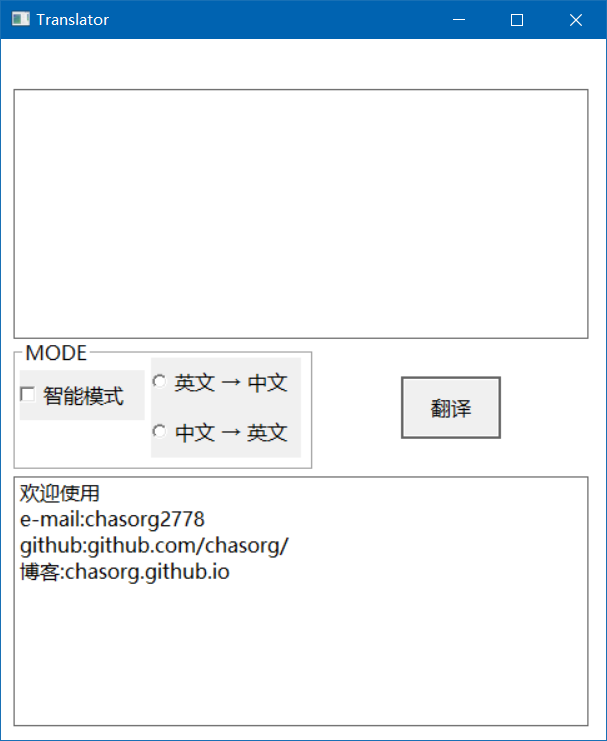 Translator
MODE
智能模式
英文 → 中文
中文 → 英文
翻译
欢迎使用
e-mail:chasorg2778
github:github.com/chasorg/
博客:chasorg.github.io